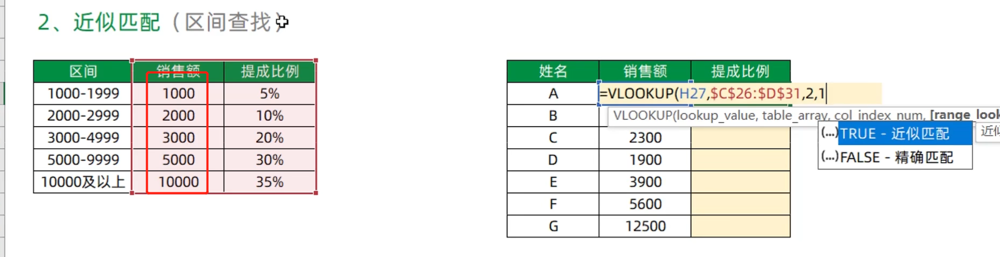 2、近似匹配（区间查找）
区间 销售额 提成比例
1000-1999 1000 5%
2000-2999 2000 10%
3000-4999 3000 20%
5000-9999 5000 30%
10000及以上 10000 35%
姓名 销售额 提成比例
A =VLOOKUP(H27,$C$26:$D$31,2,1
B VLOOKUP(lookup_value, table_array, col_index_num, [range_look
(...)TRUE - 近似匹配 近似
(...)FALSE - 精确匹配
C 2300
D 1900
E 3900
F 5600
G 12500